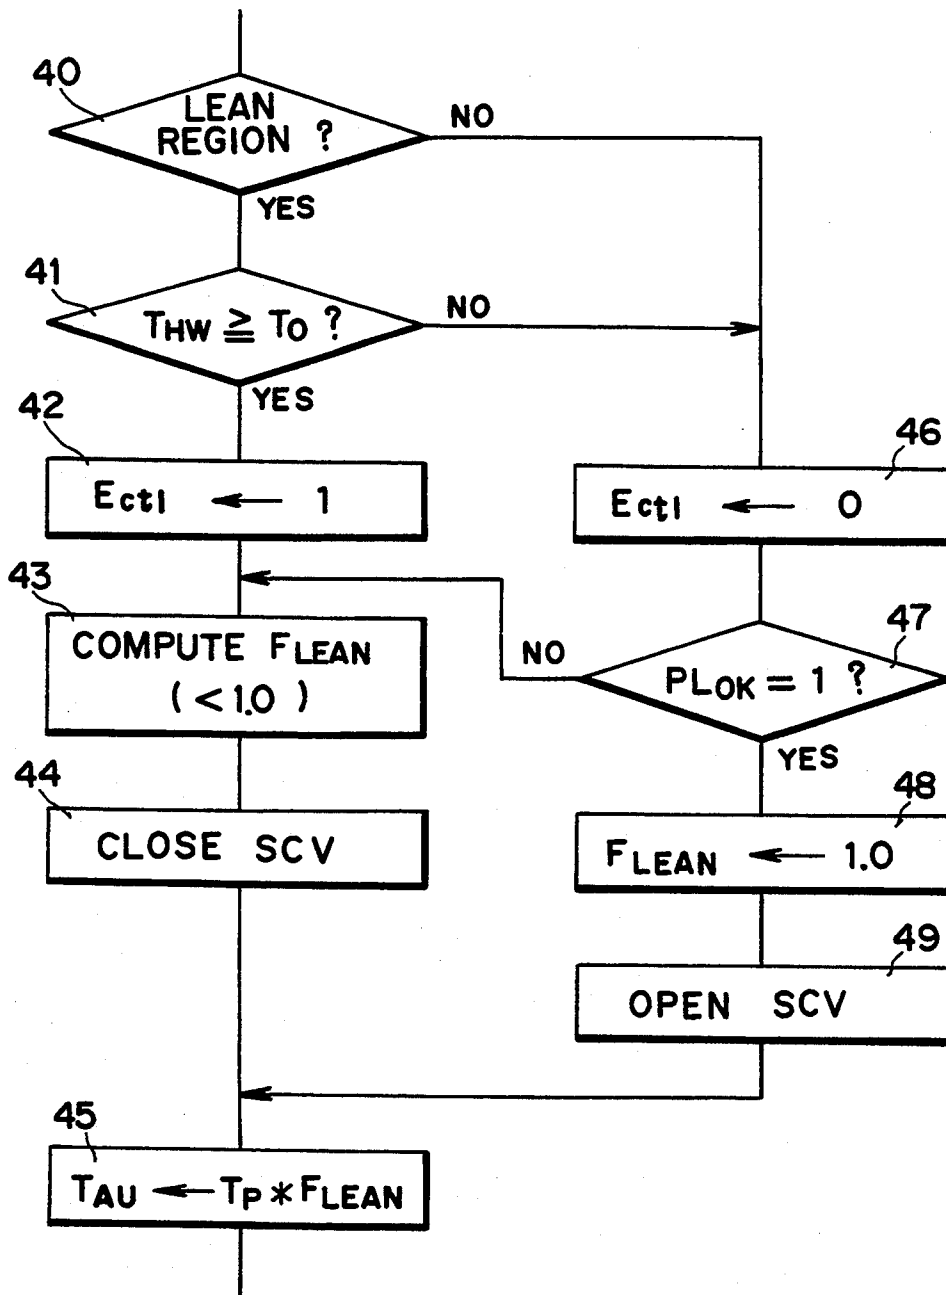 40
LEAN
REGION ?
NO
YES
41
THW ≧ TO ?
NO
YES
42
Ectl ← 1
46
Ectl ← 0
43
COMPUTE FLEAN
(<1.0)
47
NO
PLOK = 1 ?
YES
44
CLOSE SCV
48
FLEAN ← 1.0
49
OPEN SCV
45
TAU ← TP * FLEAN